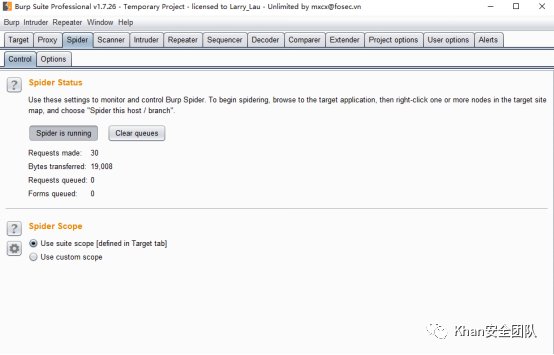 Burp Suite Professional v1.7.26 - Temporary Project - licensed to Larry_Lau - Unlimited by mxcx@fosec.vn
Burp Intruder Repeater Window Help
Target Proxy Spider Scanner Intruder Repeater Sequencer Decoder Comparer Extender Project options User options Alerts
Control Options
? Spider Status
Use these settings to monitor and control Burp Spider. To begin spidering, browse to the target application, then right-click one or more nodes in the target site
map, and choose "Spider this host / branch".
Spider is running Clear queues
Requests made: 30
Bytes transferred: 19,008
Requests queued: 0
Forms queued: 0
? Spider Scope
Use suite scope [defined in Target tab]
Use custom scope
Khan安全团队